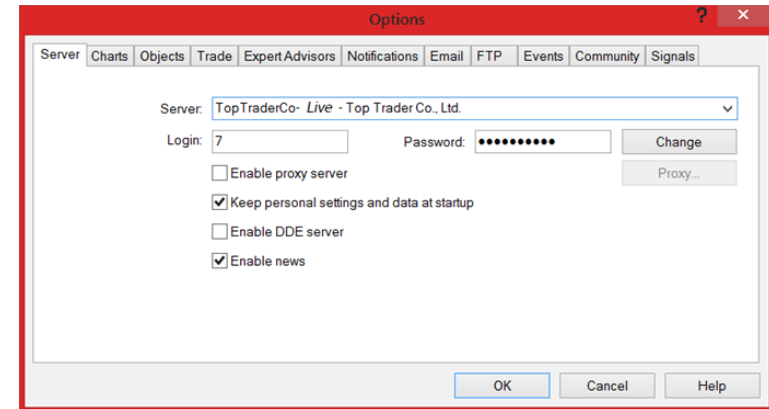 Options ? ×
Server Charts Objects Trade Expert Advisors Notifications Email FTP Events Community Signals
Server: TopTraderCo- Live - Top Trader Co., Ltd.
Login: 7 Password: ●●●●●●●●●● Change
Enable proxy server Proxy...
Keep personal settings and data at startup
Enable DDE server
Enable news
OK Cancel Help